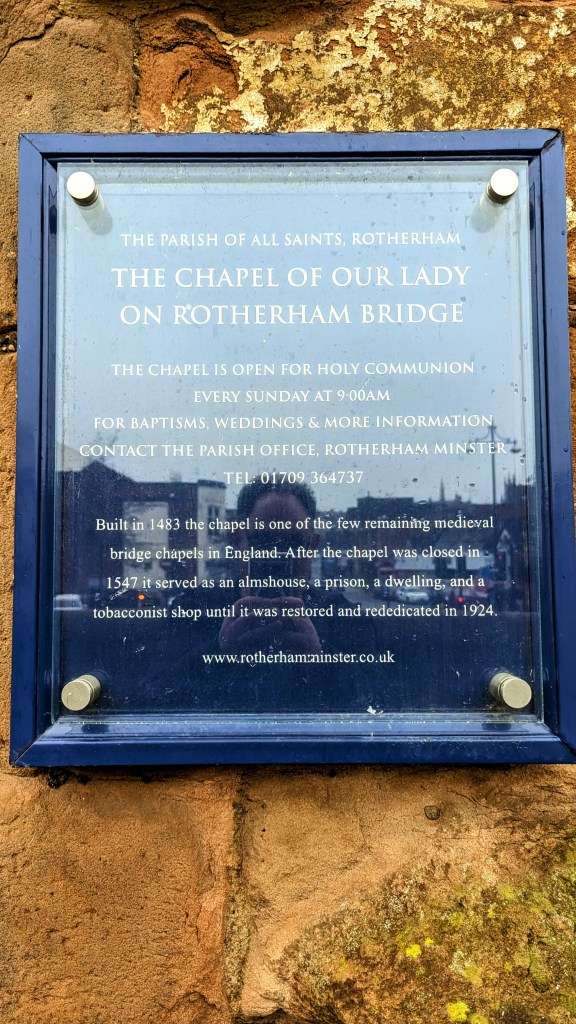 THE PARISH OF ALL SAINTS, ROTHERHAM
THE CHAPEL OF OUR LADY
ON ROTHERHAM BRIDGE
THE CHAPEL IS OPEN FOR HOLY COMMUNION
EVERY SUNDAY AT 9·00AM
FOR BAPTISMS, WEDDINGS & MORE INFORMATION
CONTACT THE PARISH OFFICE, ROTHERHAM MINSTER
TEL: 01709 364737
Built in 1483 the chapel is one of the few remaining medieval
bridge chapels in England. After the chapel was closed in
1547 it served as an almshouse, a prison, a dwelling, and a
tobacconist shop until it was restored and rededicated in 1924.
www.rotherhamminster.co.uk